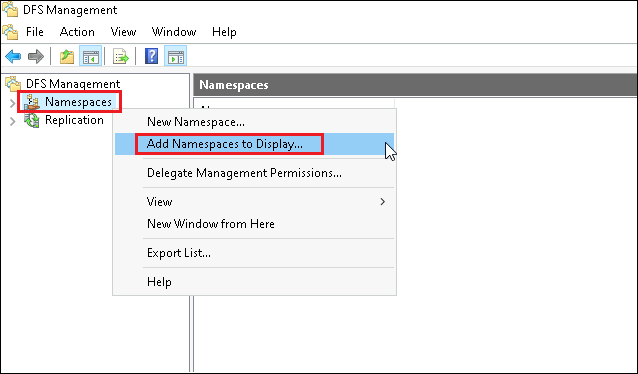 DFS Management
File Action View Window Help
DFS Management
Namespaces
Replication
Namespaces
New Namespace...
Add Namespaces to Display...
Delegate Management Permissions...
View
New Window from Here
Export List...
Help